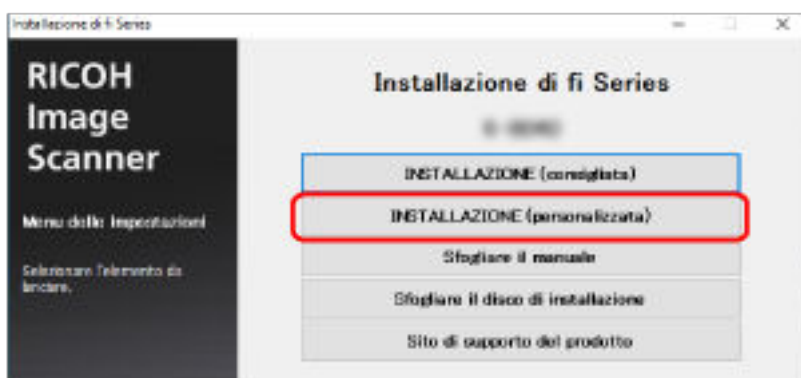 Installazione di fi Series
RICOH
Image
Scanner
Menu delle impostazioni
Selezionare l'elemento da
lanciare.
Installazione di fi Series
INSTALLAZIONE (consigliata)
INSTALLAZIONE (personalizzata)
Sfogliare il manuale
Sfogliare il disco di installazione
Sito di supporto del prodotto